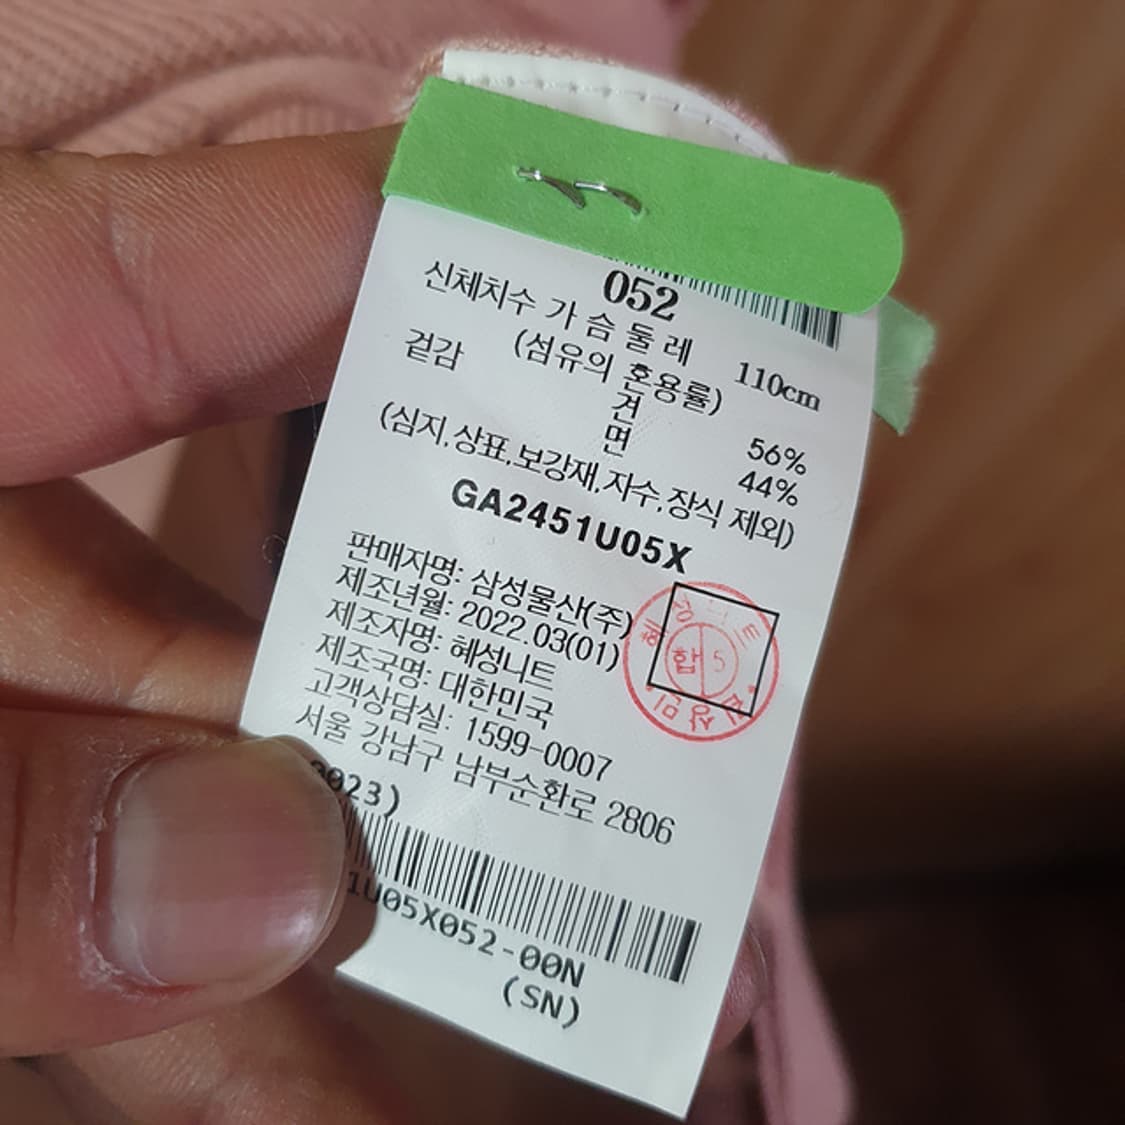 052
신체치수 가슴둘레 110cm
(섬유의 혼용률)
겉감 견 56%
면 44%
(심지,상표,보강재,자수,장식 제외)
GA2451U05X
판매자명: 삼성물산(주)
제조년월: 2022.03(01)
제조자명: 혜성니트
제조국명: 대한민국
고객상담실: 1599-0007
서울 강남구 남부순환로 2806
0023)
합 5
1U05X052-00N
(SN)